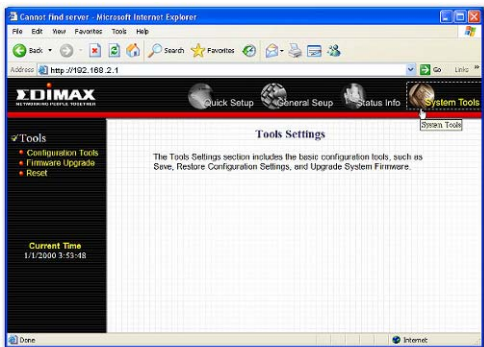 Cannot find server - Microsoft Internet Explorer
File Edit View Favorites Tools Help
Back Search Favorites
Address http://192.168.2.1 Go Links »
EDIMAX
NETWORKING PEOPLE TOGETHER
Quick Setup General Seup Status Info System Tools
System Tools
Tools
Configuration Tools
Firmware Upgrade
Reset
Current Time
1/1/2000 3:53:48
Tools Settings
The Tools Settings section includes the basic configuration tools, such as
Save, Restore Configuration Settings, and Upgrade System Firmware.
Done Internet